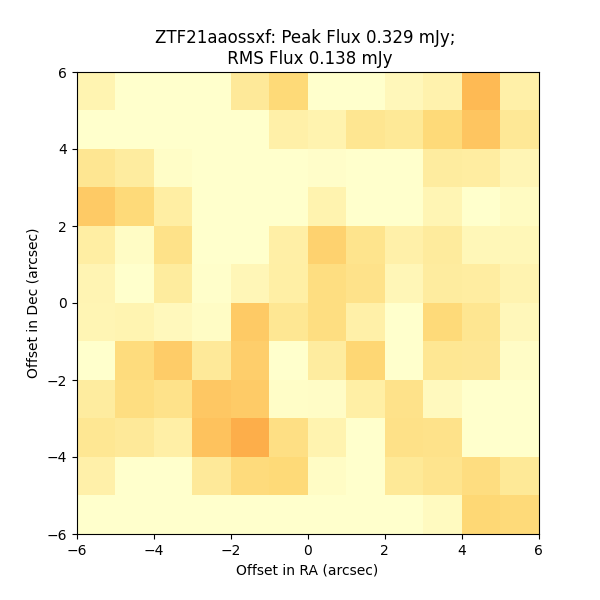 ZTF21aaossxf: Peak Flux 0.329 mJy;
RMS Flux 0.138 mJy
6
4
2
0
−2
−4
−6
Offset in Dec (arcsec)
−6 −4 −2 0 2 4 6
Offset in RA (arcsec)